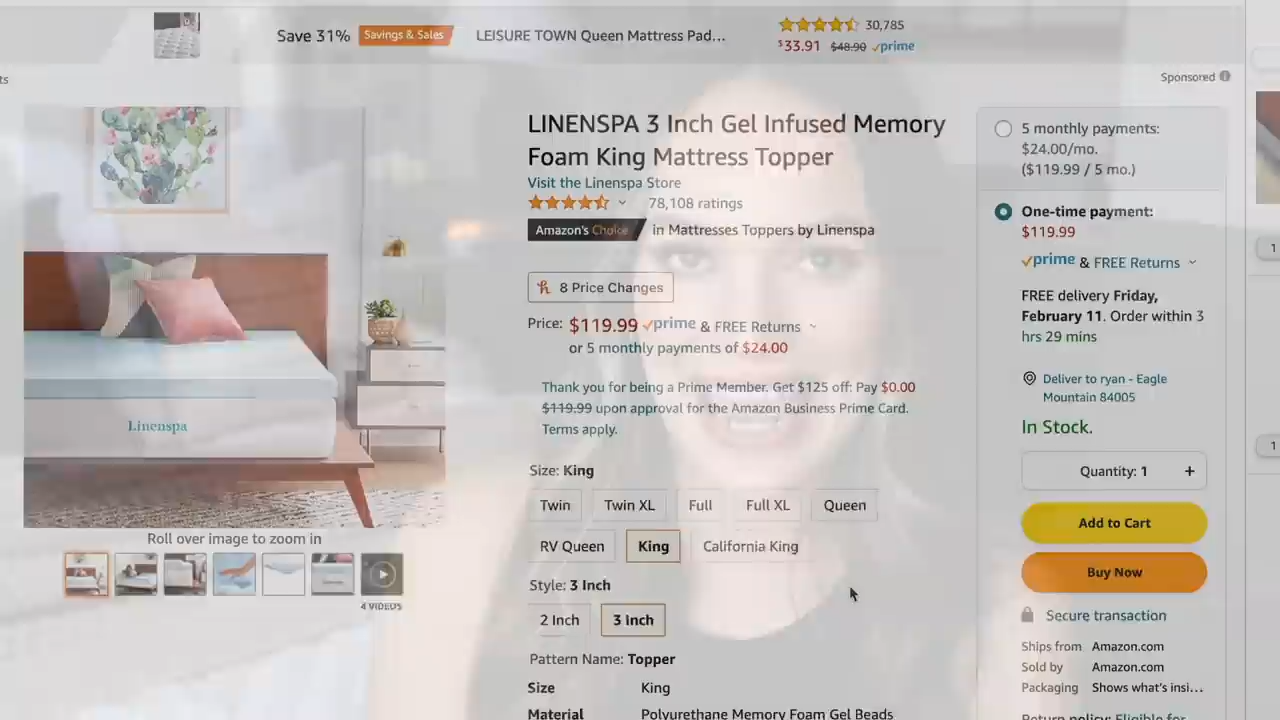 Save 31%
Savings & Sales
LEISURE TOWN Queen Mattress Pad...
30,785
$33.91 $48.90 prime
ts
Sponsored
LINENSPA 3 Inch Gel Infused Memory
Foam King Mattress Topper
Visit the Linenspa Store
78,108 ratings
Amazon's Choice in Mattresses Toppers by Linenspa
8 Price Changes
Price: $119.99 prime & FREE Returns
or 5 monthly payments of $24.00
Thank you for being a Prime Member. Get $125 off: Pay $0.00
$119.99 upon approval for the Amazon Business Prime Card.
Terms apply.
Size: King
Twin
Twin XL
Full
Full XL
Queen
RV Queen
King
California King
Style: 3 Inch
2 Inch
3 Inch
Pattern Name: Topper
Size King
Material Polyurethane Memory Foam Gel Beads
Linenspa
Roll over image to zoom in
4 VIDEOS
5 monthly payments:
$24.00/mo.
($119.99 / 5 mo.)
One-time payment:
$119.99
prime & FREE Returns
FREE delivery Friday,
February 11. Order within 3
hrs 29 mins
Deliver to ryan - Eagle
Mountain 84005
In Stock.
Quantity: 1 +
Add to Cart
Buy Now
Secure transaction
Ships from Amazon.com
Sold by Amazon.com
Packaging Shows what's insi...
Return policy: Eligible for
1
1